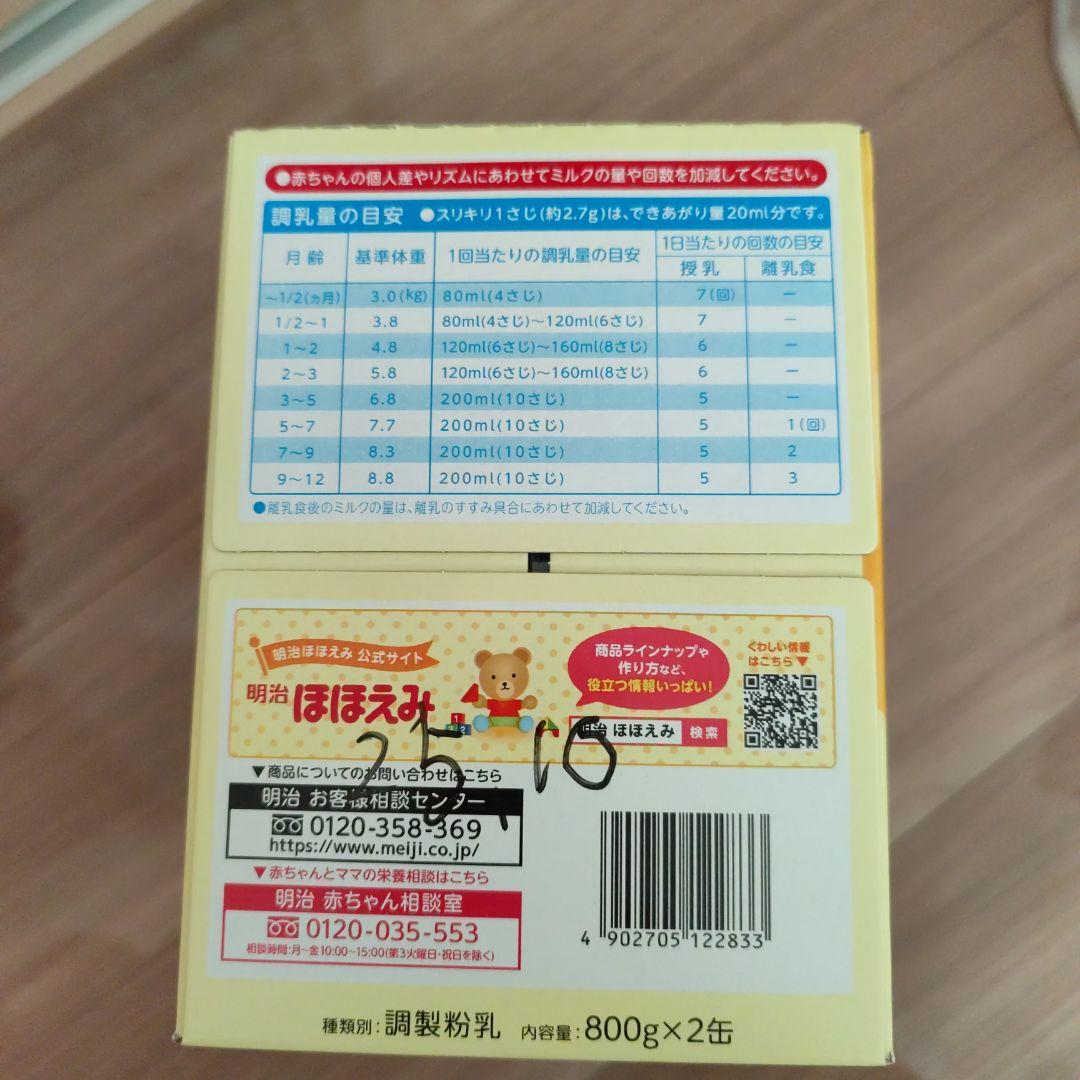 ●赤ちゃんの個人差やリズムにあわせてミルクの量や回数を加減してください。
調乳量の目安 ●スリキリ1さじ(約2.7g)は、できあがり量20ml分です。
月齢 基準体重 1回当たりの調乳量の目安 1日当たりの回数の目安
授乳 離乳食
～1/2(ヵ月) 3.0(kg) 80ml(4さじ) 7(回) －
1/2～1 3.8 80ml(4さじ)～120ml(6さじ) 7 －
1～2 4.8 120ml(6さじ)～160ml(8さじ) 6 －
2～3 5.8 120ml(6さじ)～160ml(8さじ) 6 －
3～5 6.8 200ml(10さじ) 5 －
5～7 7.7 200ml(10さじ) 5 1(回)
7～9 8.3 200ml(10さじ) 5 2
9～12 8.8 200ml(10さじ) 5 3
●離乳食後のミルクの量は、離乳のすすみ具合にあわせて加減してください。
明治ほほえみ 公式サイト
明治 ほほえみ
商品ラインナップや
作り方など、
役立つ情報いっぱい!
明治 ほほえみ 検索
くわしい情報
はこちら▼
25.10
▼商品についてのお問い合わせはこちら
明治 お客様相談センター
0120-358-369
https://www.meiji.co.jp/
▼赤ちゃんとママの栄養相談はこちら
明治 赤ちゃん相談室
0120-035-553
相談時間:月～金10:00～15:00(第3火曜日・祝日を除く)
4 902705 122833
種類別:調製粉乳 内容量:800g×2缶